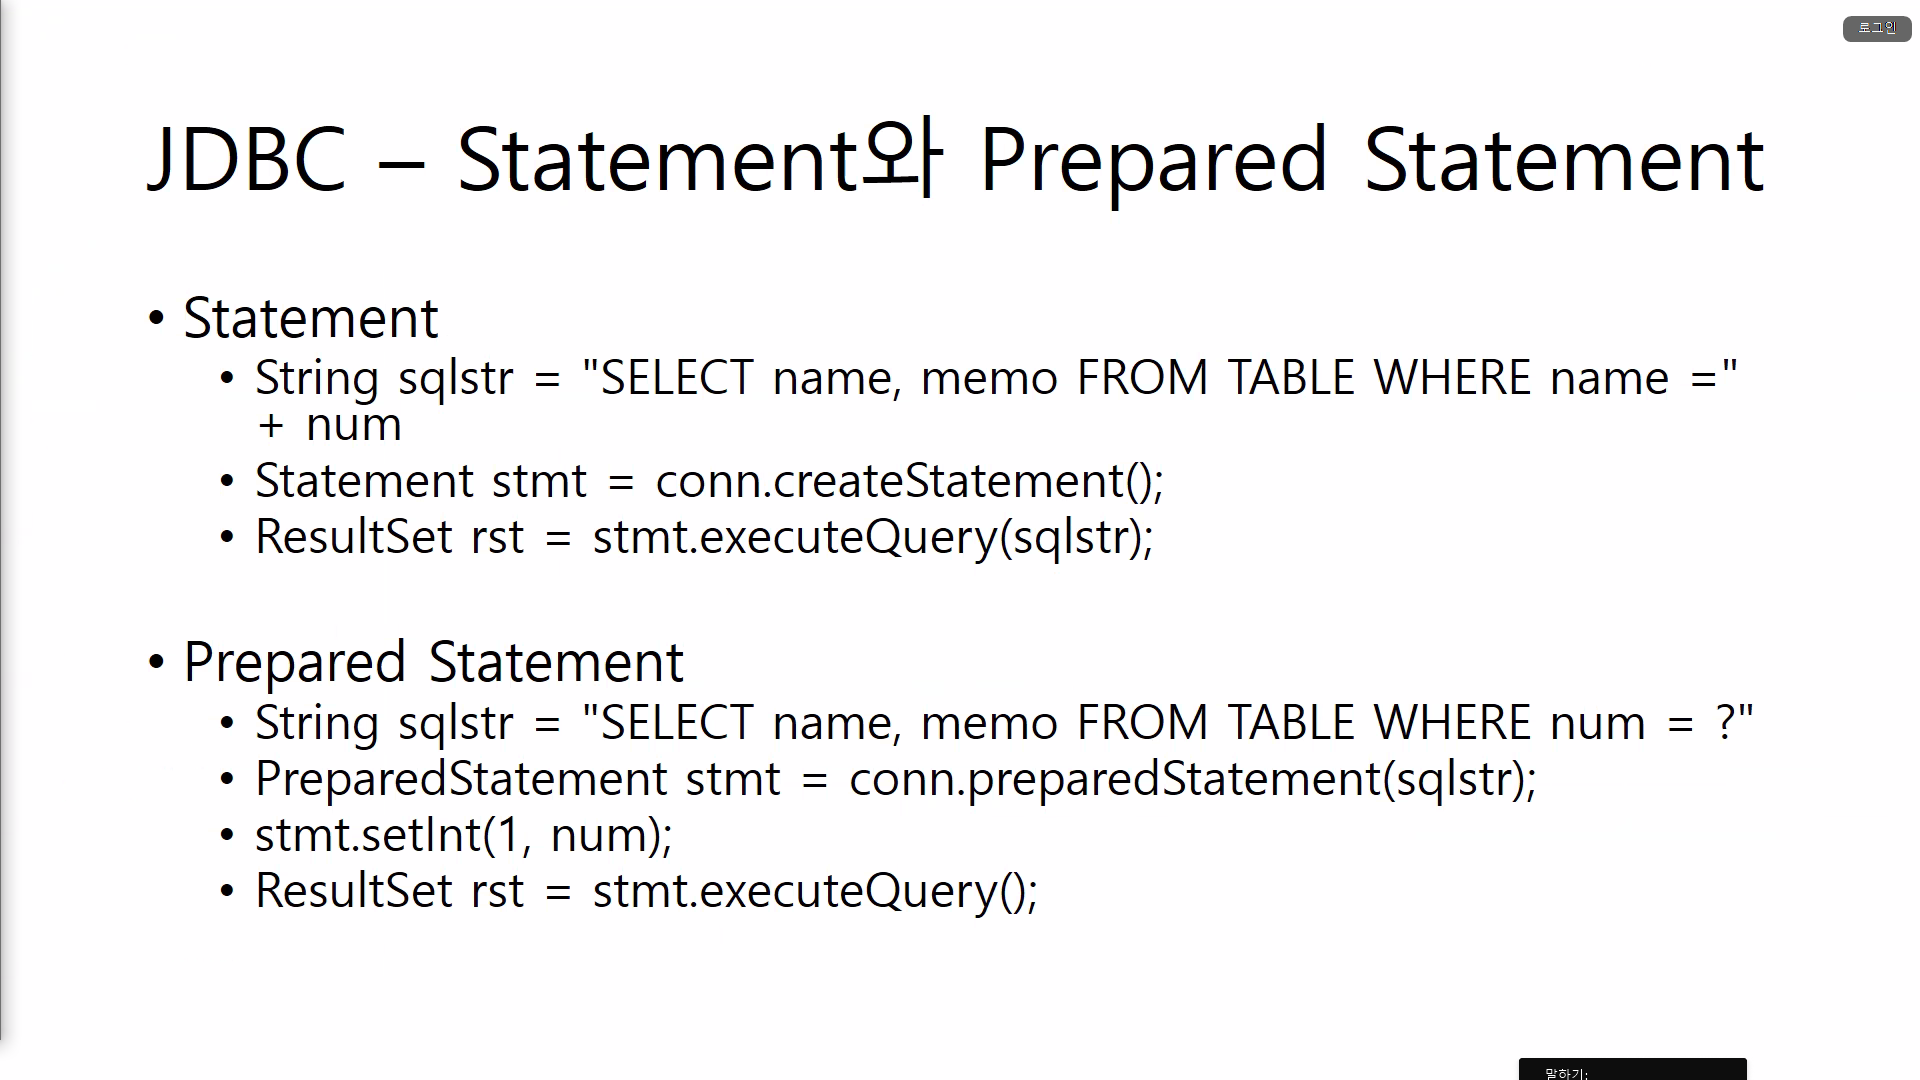 로그인
JDBC – Statement와 Prepared Statement
• Statement
• String sqlstr = "SELECT name, memo FROM TABLE WHERE name ="
+ num
• Statement stmt = conn.createStatement();
• ResultSet rst = stmt.executeQuery(sqlstr);
• Prepared Statement
• String sqlstr = "SELECT name, memo FROM TABLE WHERE num = ?"
• PreparedStatement stmt = conn.preparedStatement(sqlstr);
• stmt.setInt(1, num);
• ResultSet rst = stmt.executeQuery();
말하기: